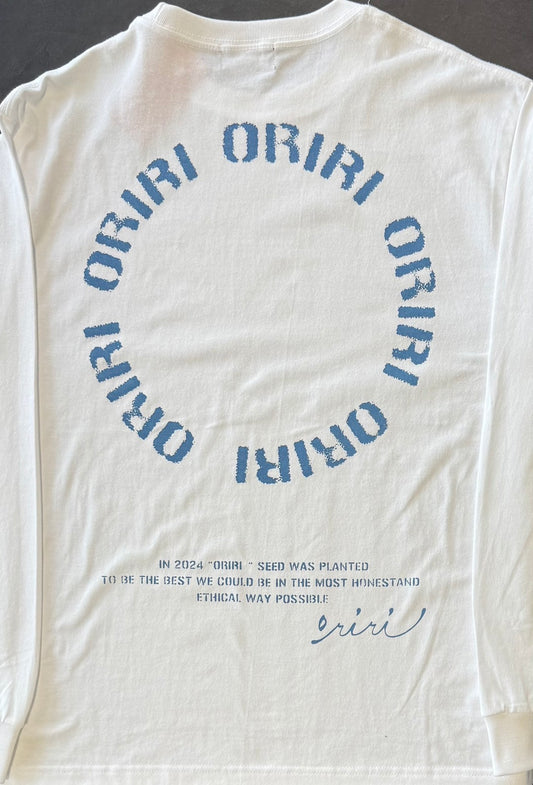 ORIRI ORIRI ORIRI ORIRI ORIRI ORIRI
IN 2024 "ORIRI " SEED WAS PLANTED
TO BE THE BEST WE COULD BE IN THE MOST HONESTAND
ETHICAL WAY POSSIBLE
oriri